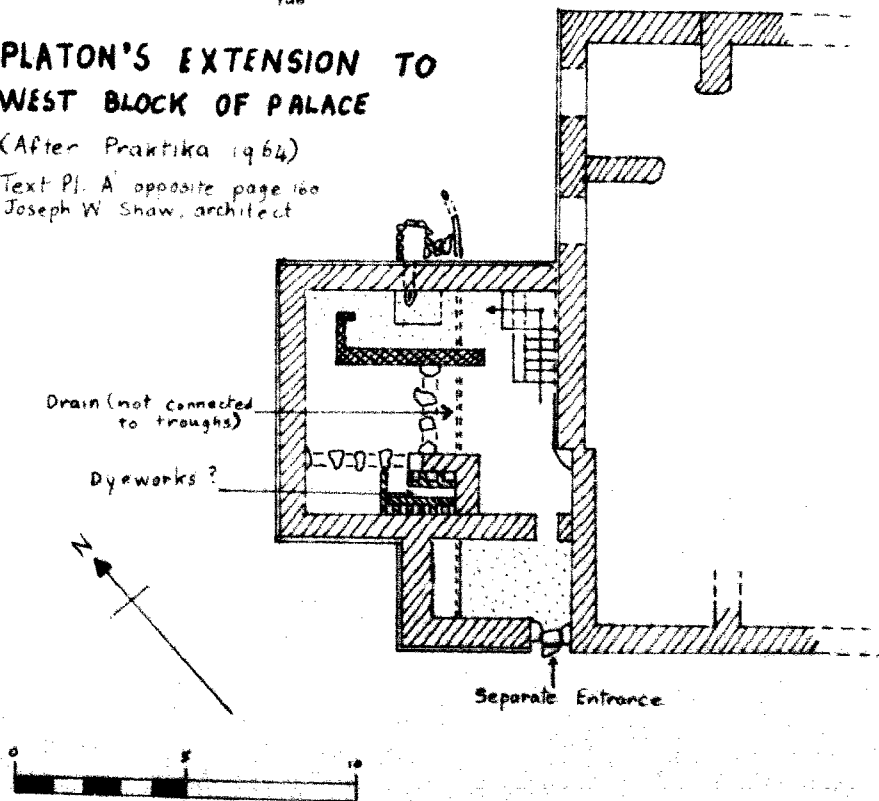 PLATON'S EXTENSION TO
WEST BLOCK OF PALACE
(After Praktika 1964)
Text Pl. A' opposite page 160
Joseph W Shaw, architect
Drain (not connected
to troughs)
Dyeworks ?
N
Separate Entrance
0 5 10